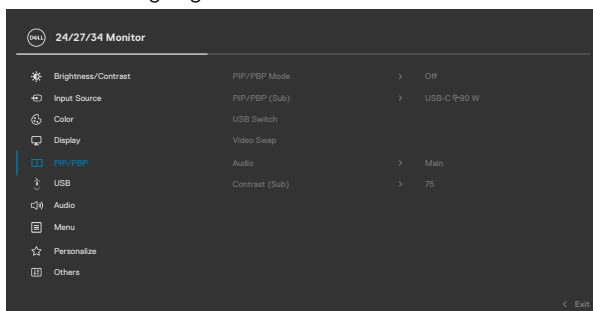 DELL 24/27/34 Monitor
Brightness/Contrast PIP/PBP Mode > Off
Input Source PIP/PBP (Sub) > USB-C 90 W
Color USB Switch
Display Video Swap
PIP/PBP Audio > Main
USB Contrast (Sub) > 75
Audio
Menu
Personalize
Others
< Exit